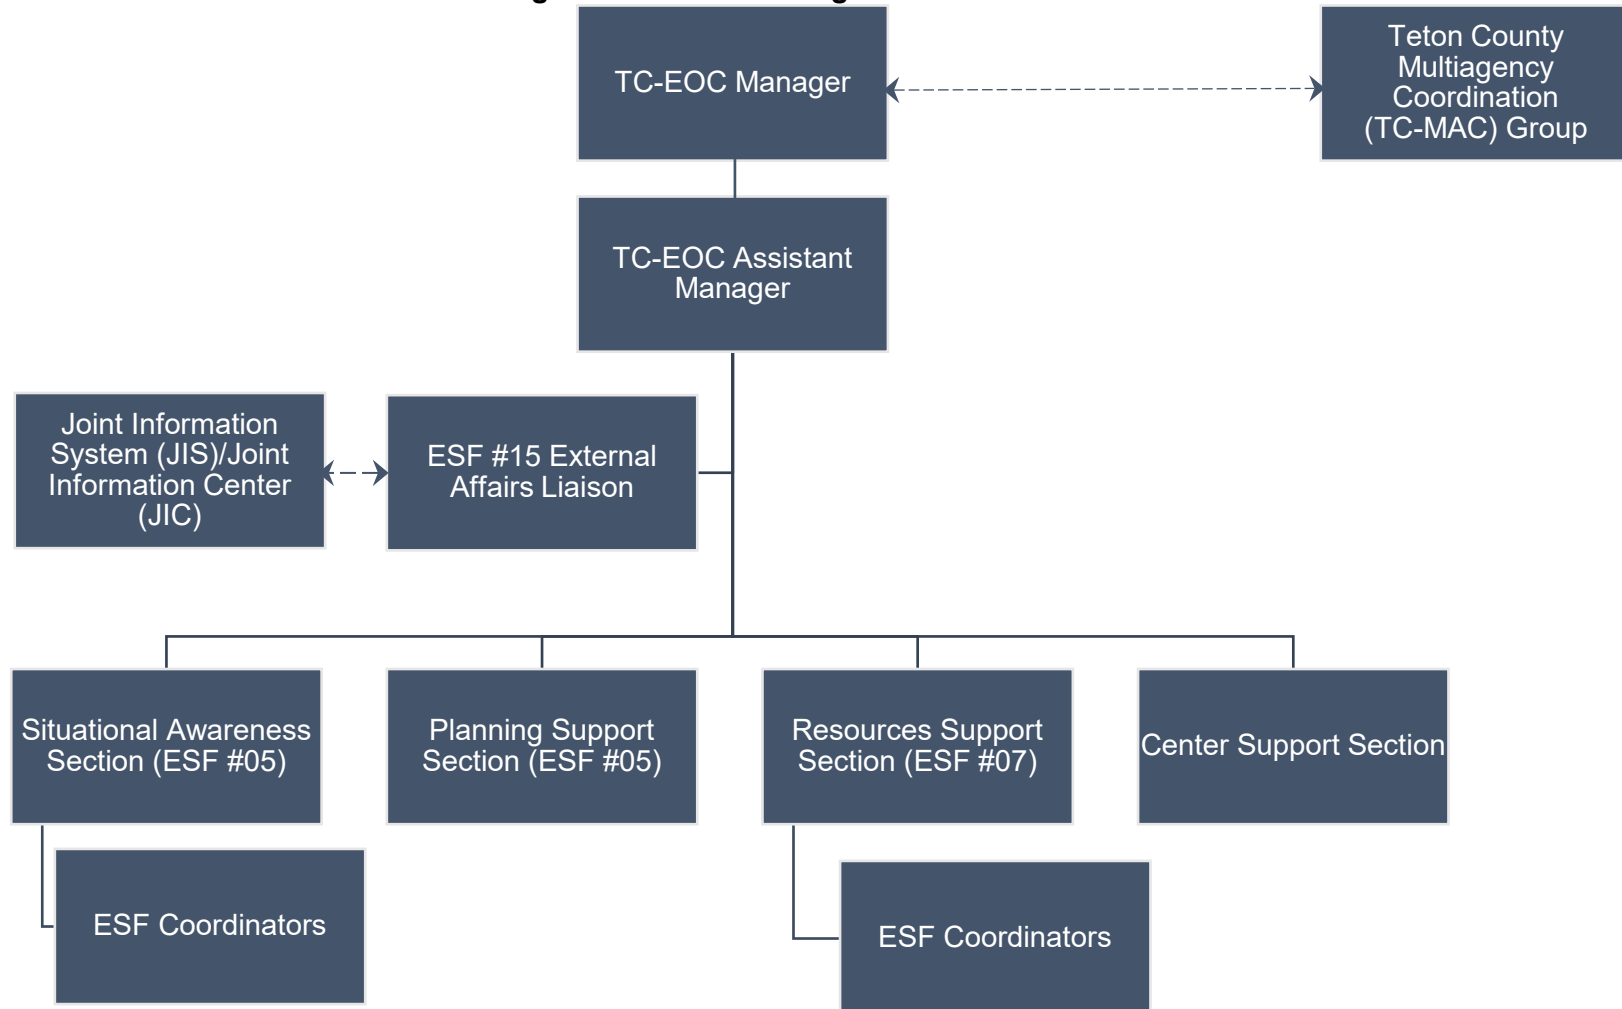 TC-EOC Manager
Teton County
Multiagency
Coordination
(TC-MAC) Group
TC-EOC Assistant
Manager
Joint Information
System (JIS)/Joint
Information Center
(JIC)
ESF #15 External
Affairs Liaison
Situational Awareness
Section (ESF #05)
Planning Support
Section (ESF #05)
Resources Support
Section (ESF #07)
Center Support Section
ESF Coordinators
ESF Coordinators